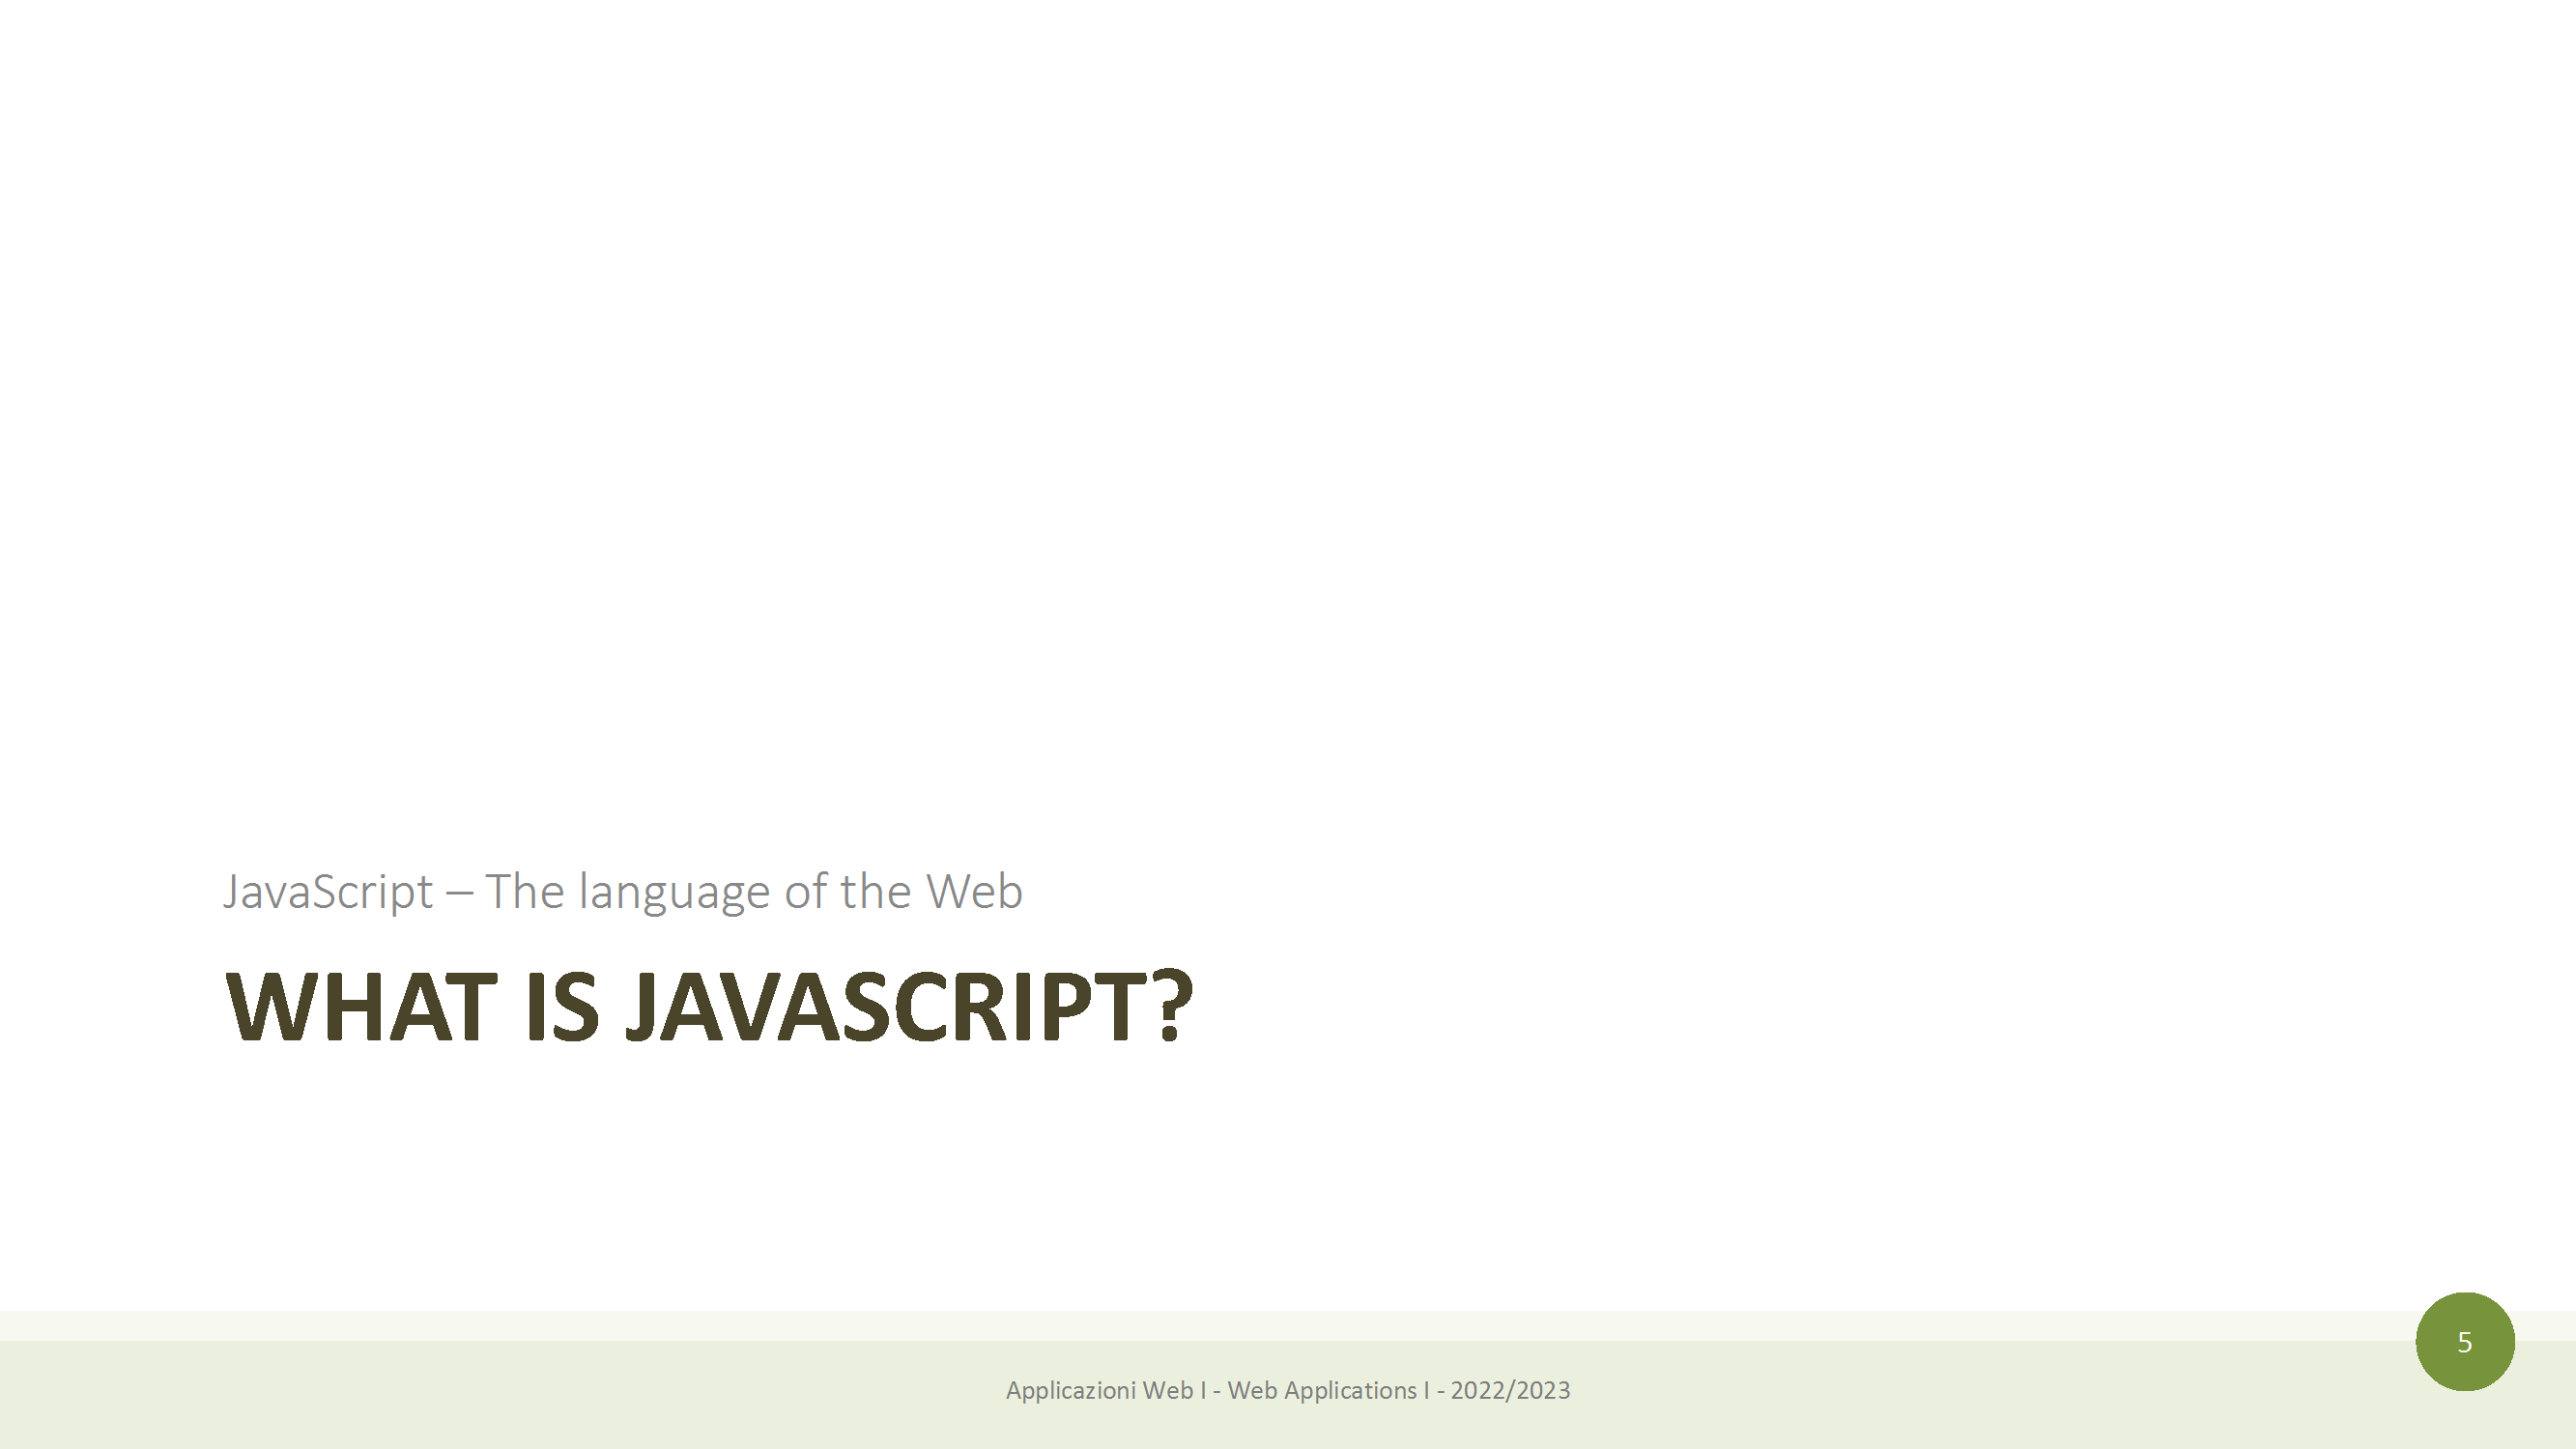 JavaScript – The language of the Web
WHAT IS JAVASCRIPT?
5
Applicazioni Web I - Web Applications I - 2022/2023